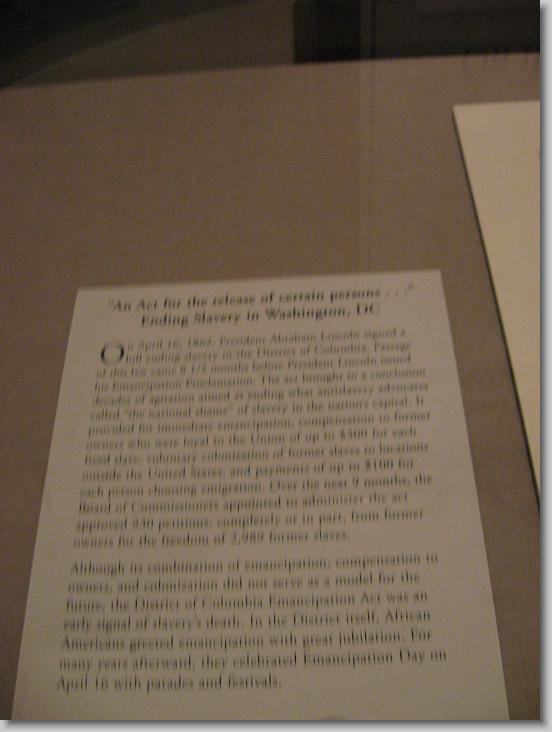 "An Act for the release of certain persons . . ."
Ending Slavery in Washington, DC
On April 16, 1862, President Abraham Lincoln signed a
bill ending slavery in the District of Columbia. Passage
of this law came 8 1/2 months before President Lincoln issued
his Emancipation Proclamation. The act brought to a conclusion
decades of agitation aimed at ending what antislavery advocates
called "the national shame" of slavery in the nation's capital. It
provided for immediate emancipation, compensation to former
owners who were loyal to the Union of up to $300 for each
freed slave, voluntary colonization of former slaves to locations
outside the United States, and payments of up to $100 for
each person choosing emigration. Over the next 9 months, the
Board of Commissioners appointed to administer the act
approved 930 petitions, completely or in part, from former
owners for the freedom of 2,989 former slaves.
Although its combination of emancipation, compensation to
owners, and colonization did not serve as a model for the
future, the District of Columbia Emancipation Act was an
early signal of slavery's death. In the District itself, African
Americans greeted emancipation with great jubilation. For
many years afterward, they celebrated Emancipation Day on
April 16 with parades and festivals.